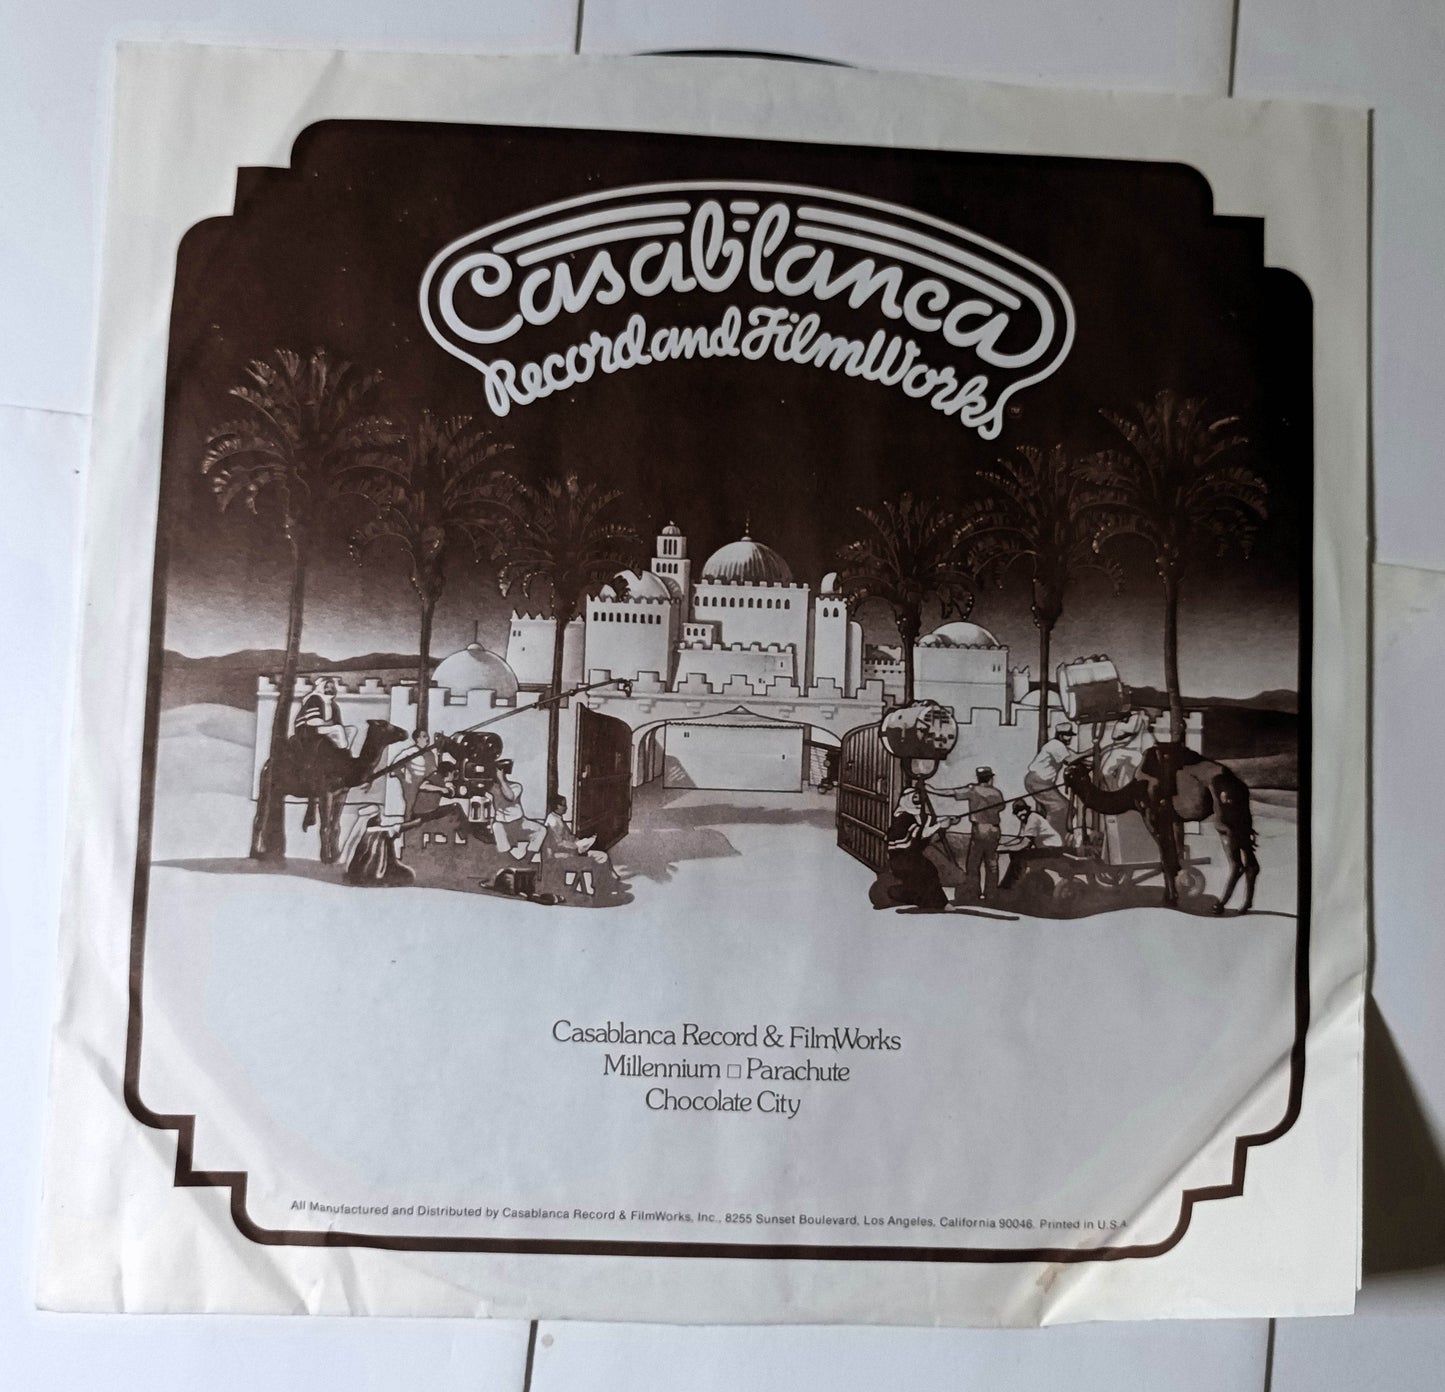 Casablanca
Record and FilmWorks
TM
Casablanca Record & FilmWorks
Millennium □ Parachute
Chocolate City
All Manufactured and Distributed by Casablanca Record & FilmWorks, Inc., 8255 Sunset Boulevard, Los Angeles, California 90046. Printed in U.S.A.